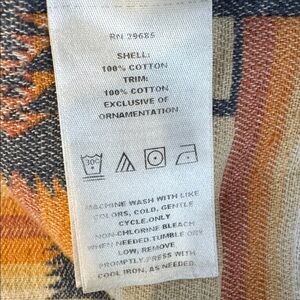 RN 29685
SHELL:
100% COTTON
TRIM:
100% COTTON
EXCLUSIVE OF
ORNAMENTATION.
30°
MACHINE WASH WITH LIKE
COLORS, COLD, GENTLE
CYCLE.ONLY
NON-CHLORINE BLEACH
WHEN NEEDED.TUMBLE DRY
LOW, REMOVE
PROMPTLY.PRESS WITH
COOL IRON, AS NEEDED.